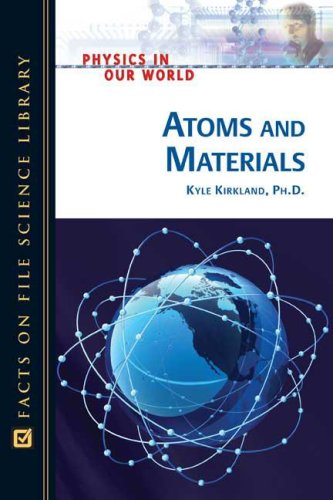 PHYSICS IN
OUR WORLD
ATOMS AND
MATERIALS
KYLE KIRKLAND, PH.D.
FACTS ON FILE SCIENCE LIBRARY